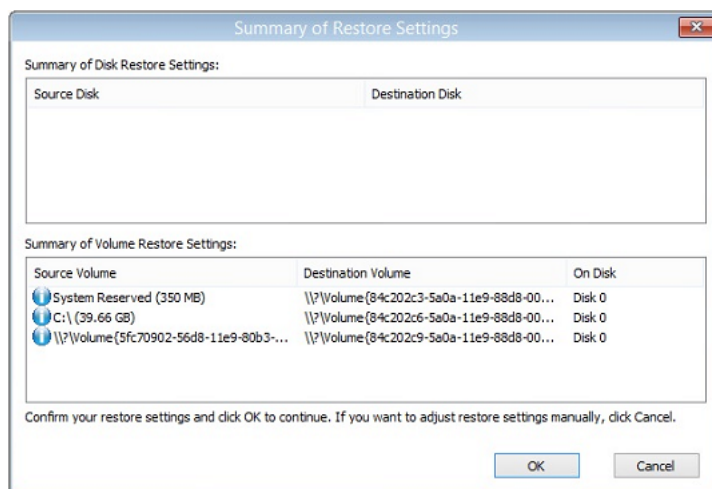 Summary of Restore Settings
Summary of Disk Restore Settings:
Source Disk Destination Disk
Summary of Volume Restore Settings:
Source Volume Destination Volume On Disk
System Reserved (350 MB) \\?\Volume{84c202c3-5a0a-11e9-88d8-00... Disk 0
C:\ (39.66 GB) \\?\Volume{84c202c6-5a0a-11e9-88d8-00... Disk 0
\\?\Volume{5fc70902-56d8-11e9-80b3-... \\?\Volume{84c202c9-5a0a-11e9-88d8-00... Disk 0
Confirm your restore settings and click OK to continue. If you want to adjust restore settings manually, click Cancel.
OK Cancel